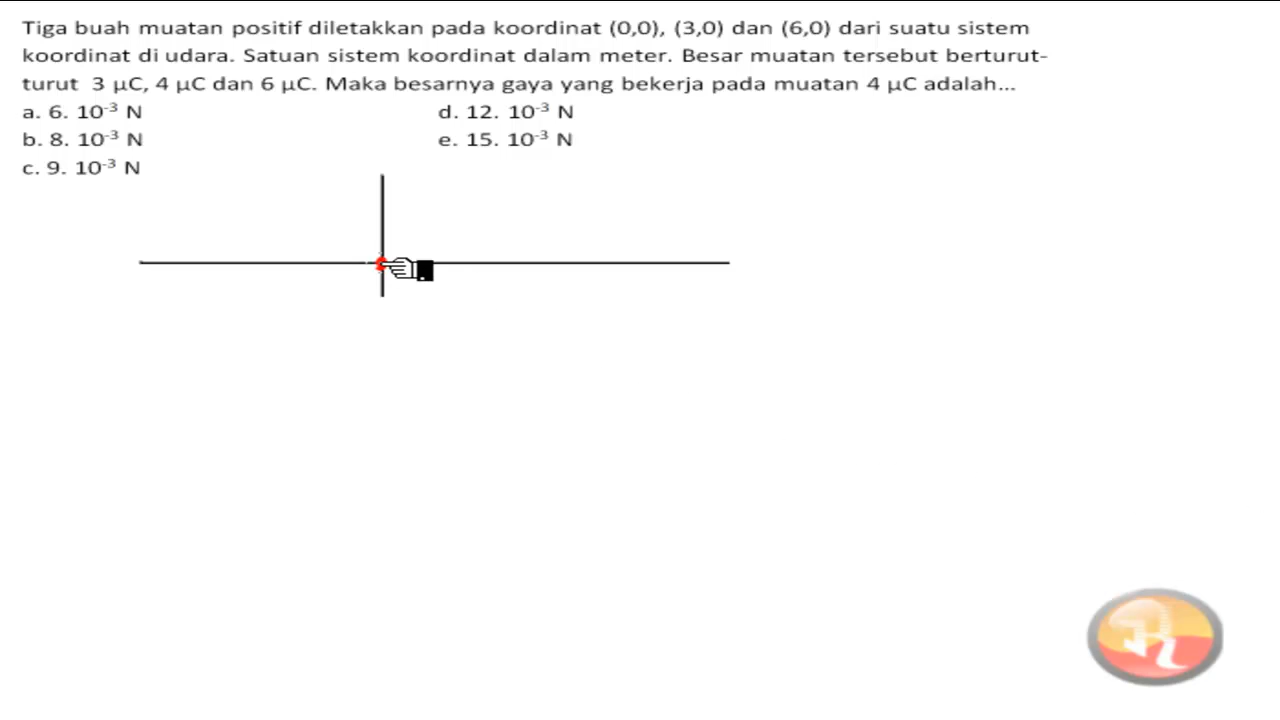 Tiga buah muatan positif diletakkan pada koordinat (0,0), (3,0) dan (6,0) dari suatu sistem
koordinat di udara. Satuan sistem koordinat dalam meter. Besar muatan tersebut berturut-
turut 3 μC, 4 μC dan 6 μC. Maka besarnya gaya yang bekerja pada muatan 4 μC adalah...
a. 6. 10⁻³ N d. 12. 10⁻³ N
b. 8. 10⁻³ N e. 15. 10⁻³ N
c. 9. 10⁻³ N